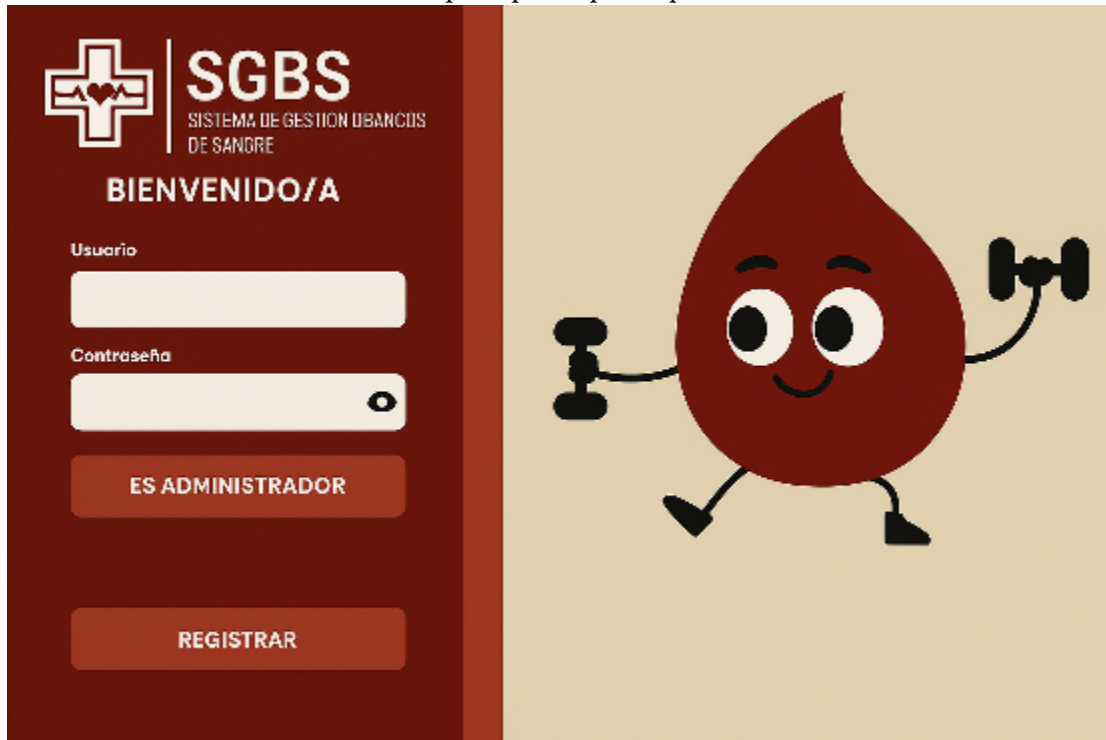 SGBS
SISTEMA DE GESTION DBANCOS
DE SANGRE
BIENVENIDO/A
Usuario
Contraseña
ES ADMINISTRADOR
REGISTRAR